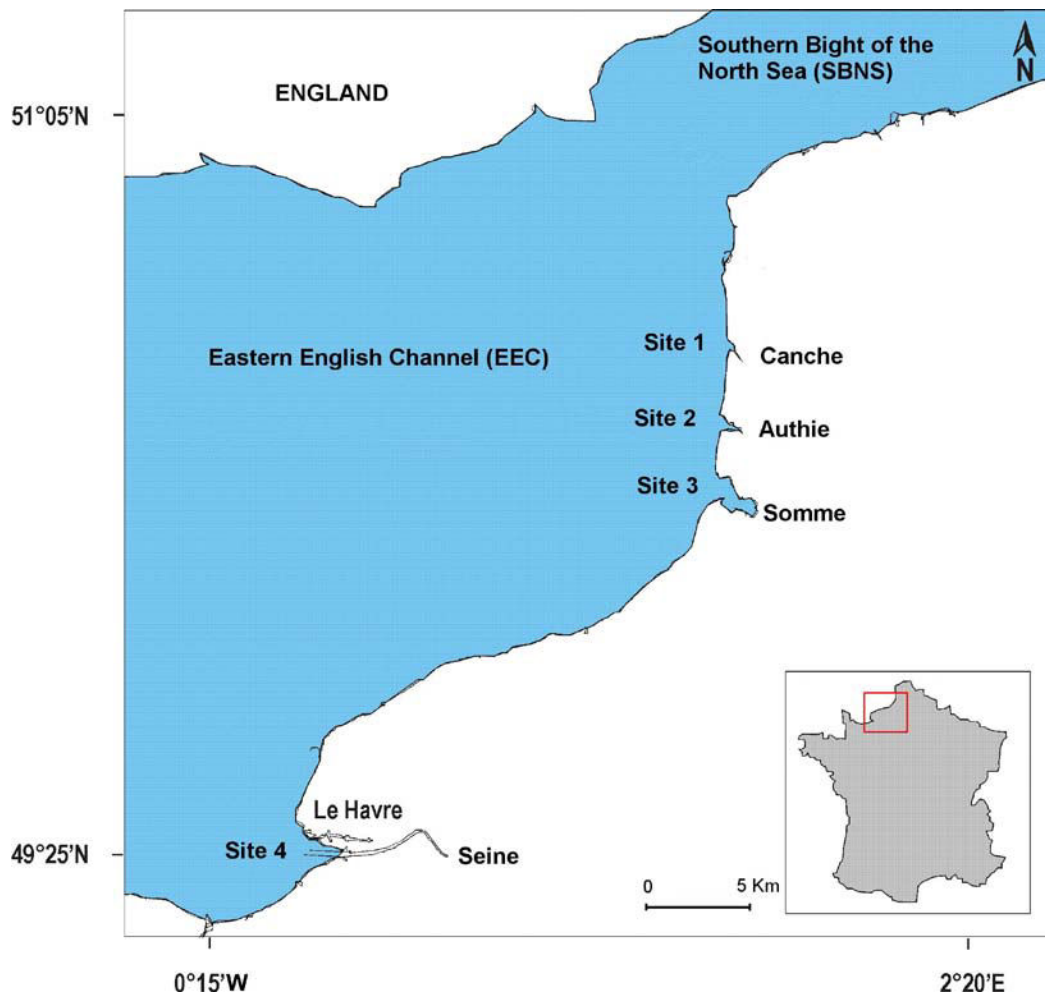 Southern Bight of the
North Sea (SBNS)
N
ENGLAND
51°05'N
Site 1
Eastern English Channel (EEC)
Canche
Site 2
Authie
Site 3
Somme
Le Havre
Site 4
49°25'N
Seine
0
5 Km
0°15'W
2°20'E